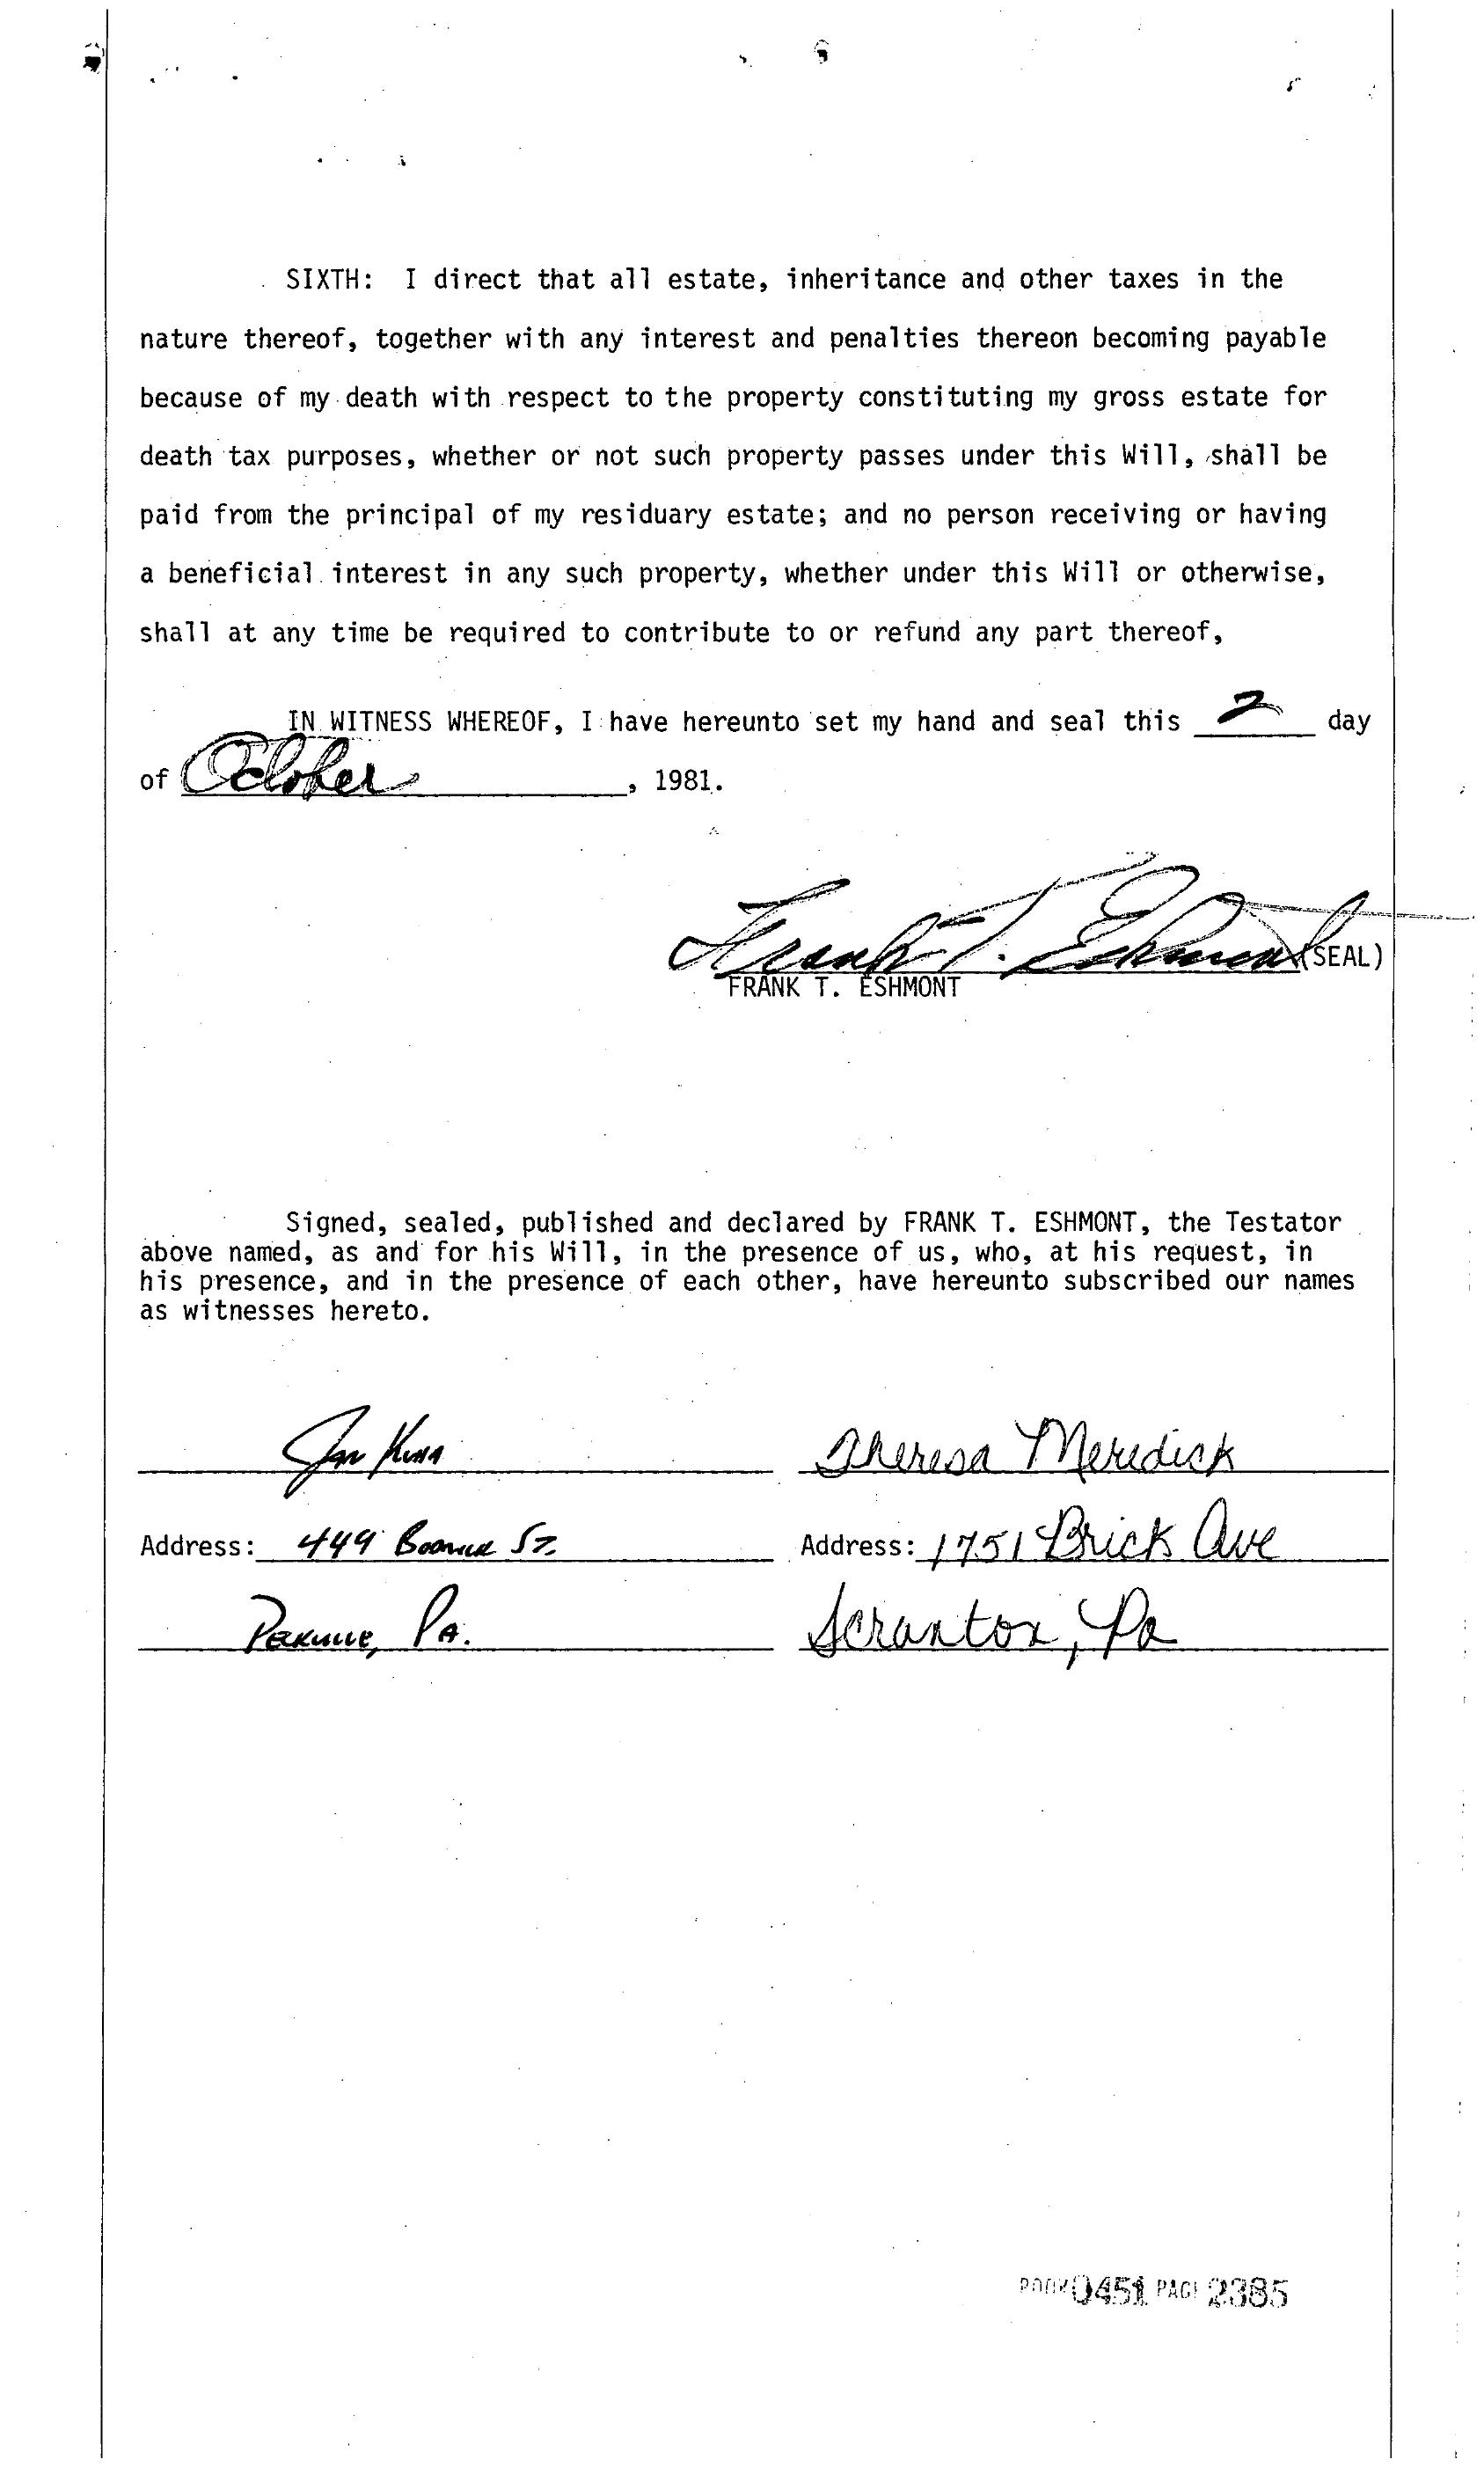 SIXTH: I direct that all estate, inheritance and other taxes in the
nature thereof, together with any interest and penalties thereon becoming payable
because of my death with respect to the property constituting my gross estate for
death tax purposes, whether or not such property passes under this Will, shall be
paid from the principal of my residuary estate; and no person receiving or having
a beneficial interest in any such property, whether under this Will or otherwise,
shall at any time be required to contribute to or refund any part thereof,
IN WITNESS WHEREOF, I have hereunto set my hand and seal this 2 day
of October, 1981.
Frank T. Eshmont (SEAL)
FRANK T. ESHMONT
Signed, sealed, published and declared by FRANK T. ESHMONT, the Testator
above named, as and for his Will, in the presence of us, who, at his request, in
his presence, and in the presence of each other, have hereunto subscribed our names
as witnesses hereto.
Theresa Meredick
Address: 449 St.
Address: 1751 Brick Ave
Pa.
Scranton, Pa
BOOK 0451 PAGE 2385